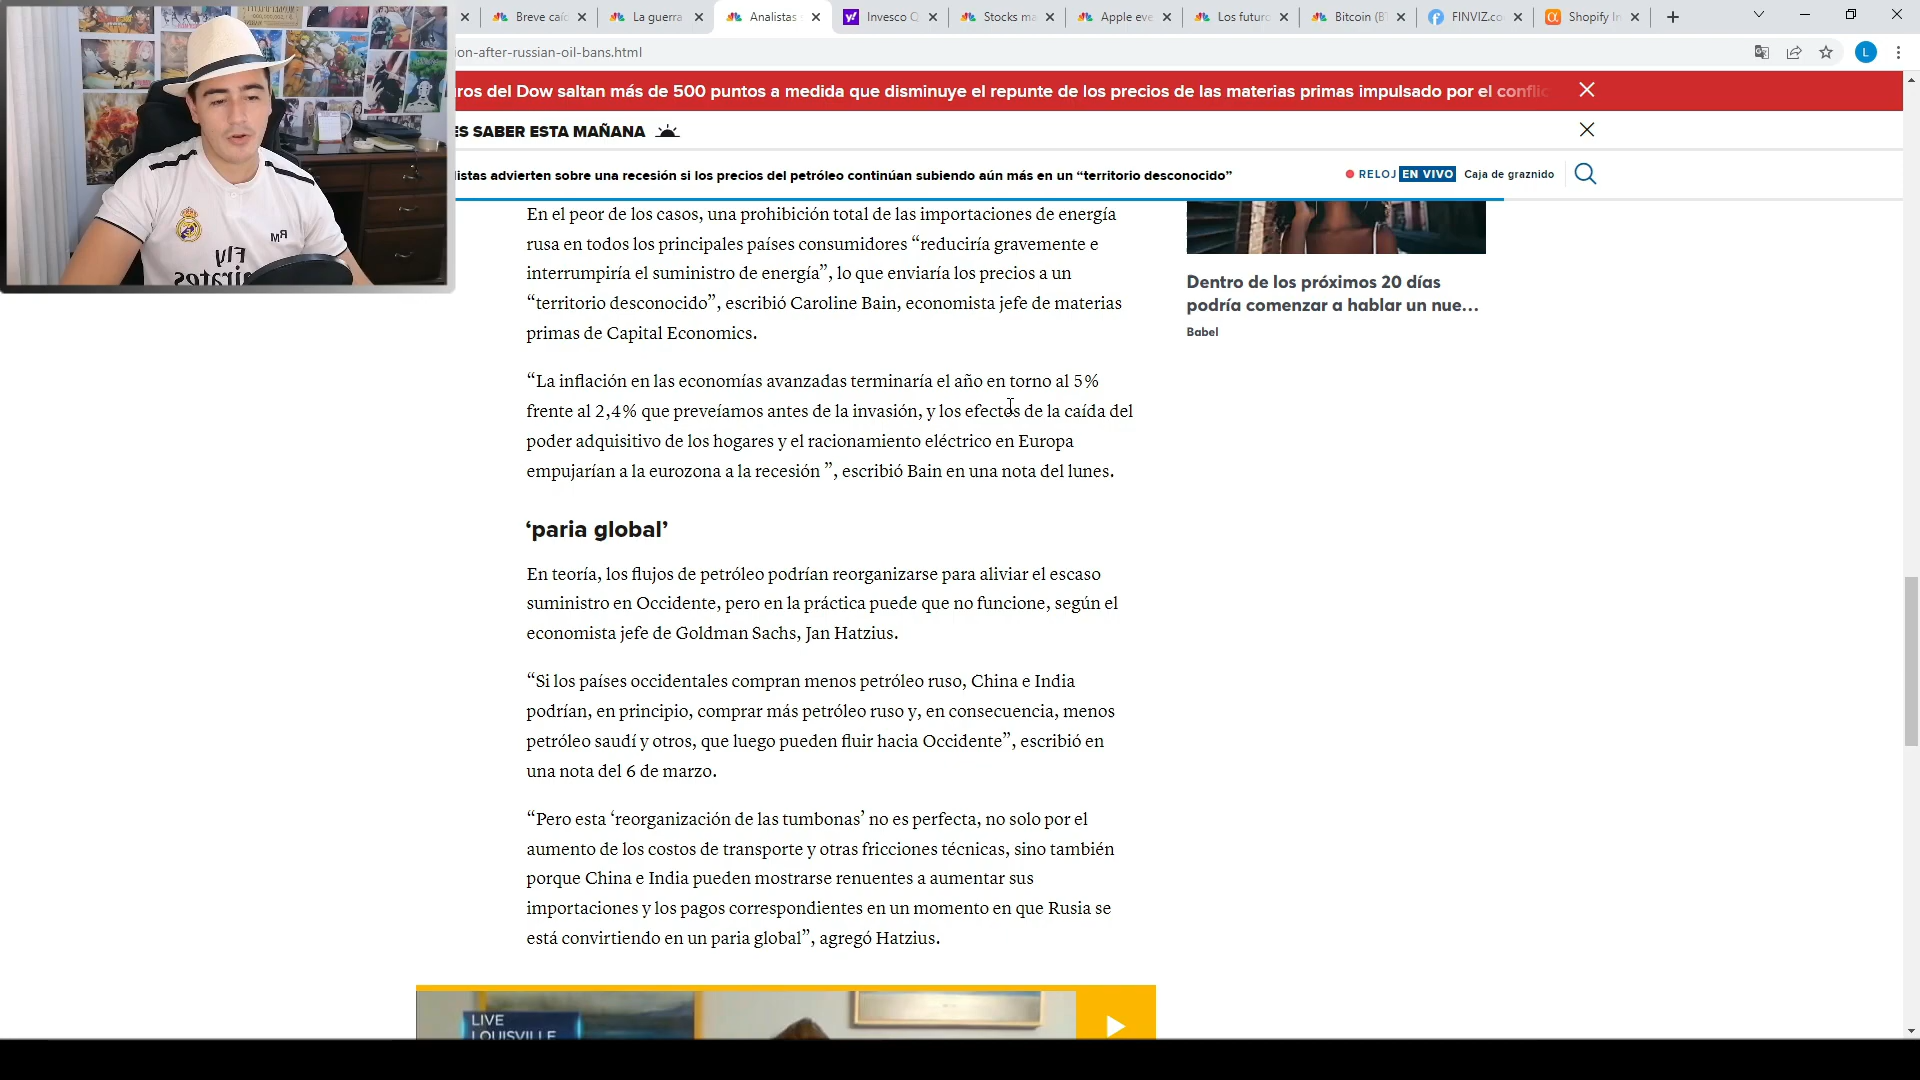 Breve caíd
La guerra
Analistas
Invesco Q
Stocks ma
Apple eve
Los futuro
Bitcoin (BT
FINVIZ.co
Shopify In
ion-after-russian-oil-bans.html
L
uros del Dow saltan más de 500 puntos a medida que disminuye el repunte de los precios de las materias primas impulsado por el conflic
ES SABER ESTA MAÑANA
listas advierten sobre una recesión si los precios del petróleo continúan subiendo aún más en un “territorio desconocido”
RELOJ EN VIVO Caja de graznido
En el peor de los casos, una prohibición total de las importaciones de energía
rusa en todos los principales países consumidores “reduciría gravemente e
interrumpiría el suministro de energía”, lo que enviaría los precios a un
“territorio desconocido”, escribió Caroline Bain, economista jefe de materias
primas de Capital Economics.
“La inflación en las economías avanzadas terminaría el año en torno al 5%
frente al 2,4% que preveíamos antes de la invasión, y los efectos de la caída del
poder adquisitivo de los hogares y el racionamiento eléctrico en Europa
empujarían a la eurozona a la recesión ”, escribió Bain en una nota del lunes.
‘paria global’
En teoría, los flujos de petróleo podrían reorganizarse para aliviar el escaso
suministro en Occidente, pero en la práctica puede que no funcione, según el
economista jefe de Goldman Sachs, Jan Hatzius.
“Si los países occidentales compran menos petróleo ruso, China e India
podrían, en principio, comprar más petróleo ruso y, en consecuencia, menos
petróleo saudí y otros, que luego pueden fluir hacia Occidente”, escribió en
una nota del 6 de marzo.
“Pero esta ‘reorganización de las tumbonas’ no es perfecta, no solo por el
aumento de los costos de transporte y otras fricciones técnicas, sino también
porque China e India pueden mostrarse renuentes a aumentar sus
importaciones y los pagos correspondientes en un momento en que Rusia se
está convirtiendo en un paria global”, agregó Hatzius.
Dentro de los próximos 20 días
podría comenzar a hablar un nue...
Babel
LIVE
LOUISVILLE
RM
Fly
Emirates